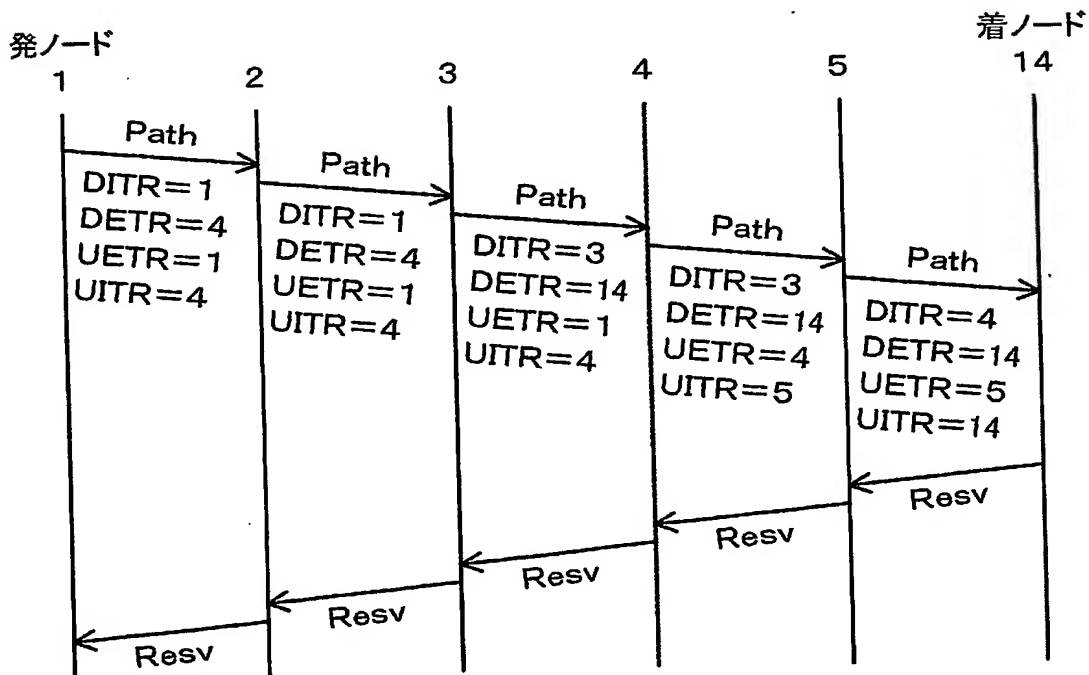 発ノード
着ノード
1
2
3
4
5
14
Path
DITR=1
DETR=4
UETR=1
UITR=4
Path
DITR=1
DETR=4
UETR=1
UITR=4
Path
DITR=3
DETR=14
UETR=1
UITR=4
Path
DITR=3
DETR=14
UETR=4
UITR=5
Path
DITR=4
DETR=14
UETR=5
UITR=14
Resv
Resv
Resv
Resv
Resv